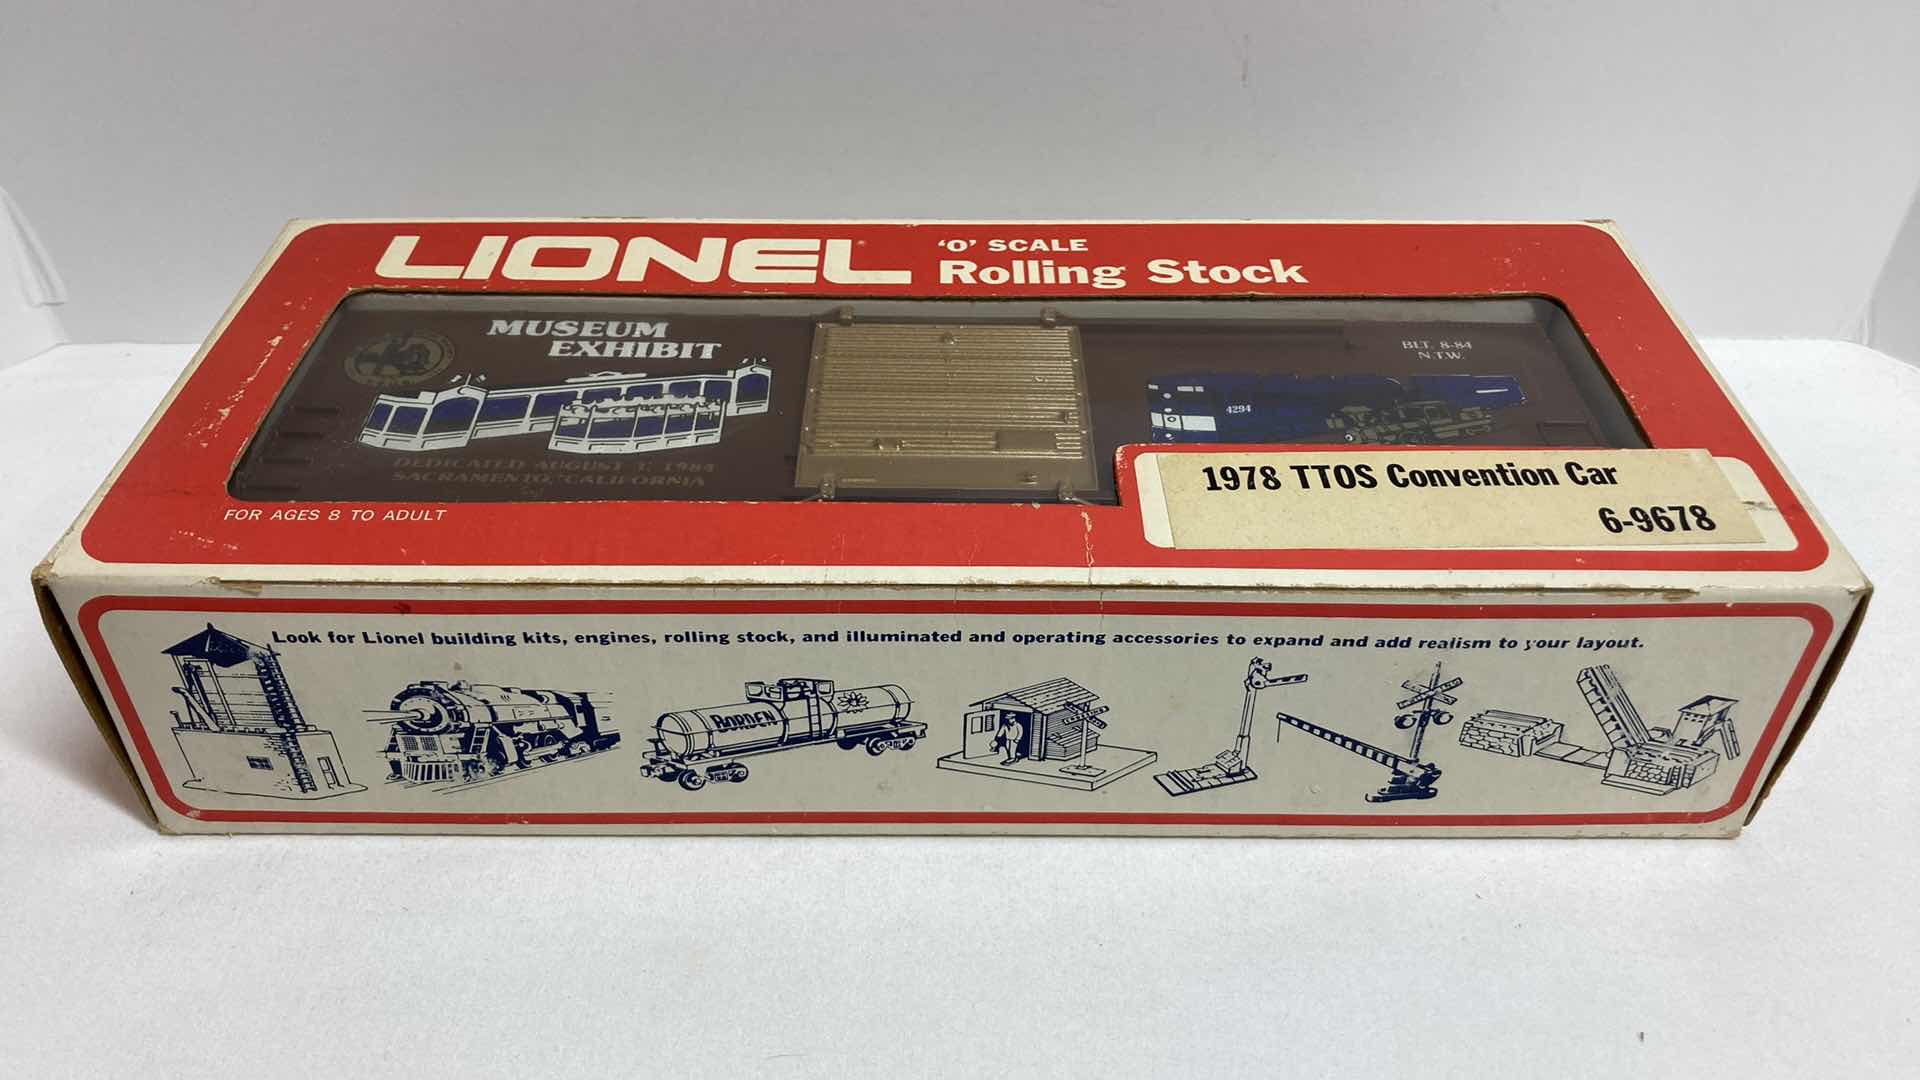 LIONEL
'O' SCALE
Rolling Stock
MUSEUM
EXHIBIT
BLT. 8-84
N.T.W.
4294
DEDICATED AUGUST 1, 1984
SACRAMENTO, CALIFORNIA
FOR AGES 8 TO ADULT
1978 TTOS Convention Car
6-9678
Look for Lionel building kits, engines, rolling stock, and illuminated and operating accessories to expand and add realism to your layout.
BORDEN